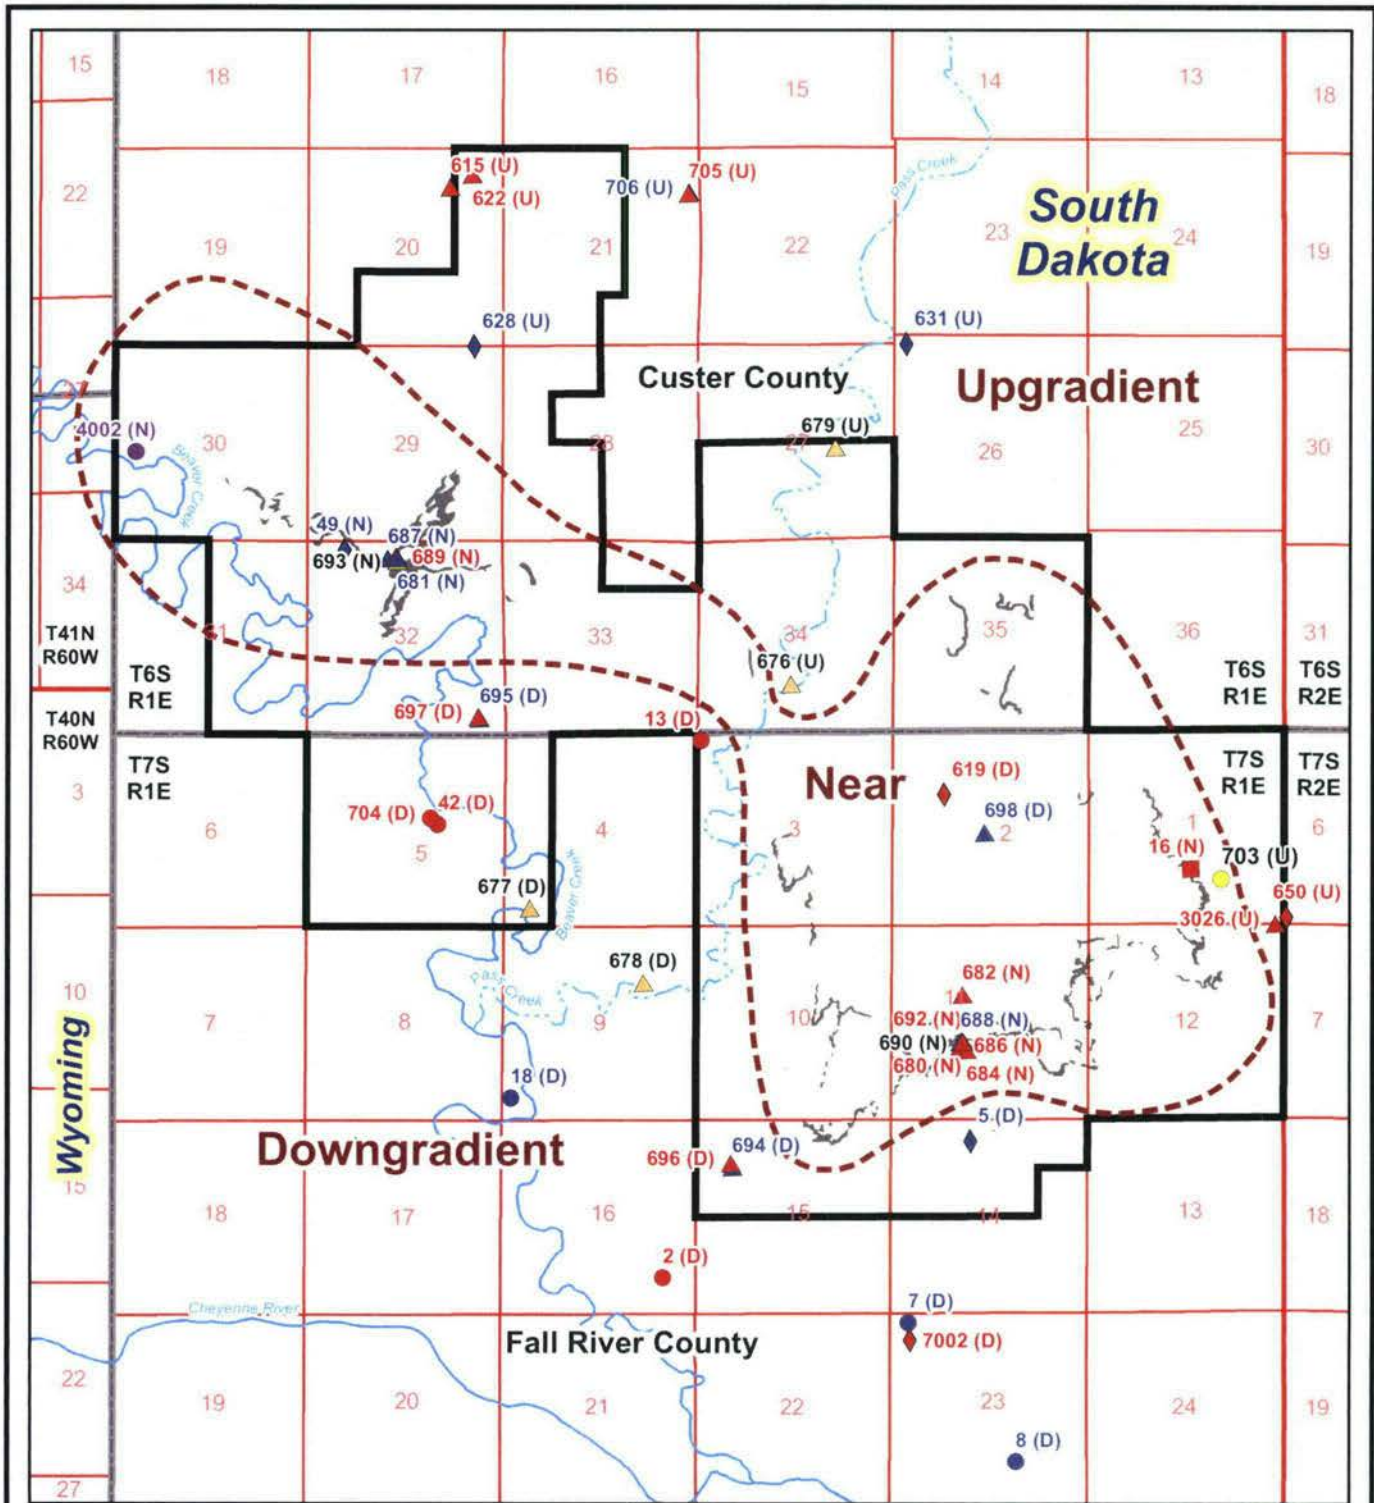 15
18
17
16
15
14
13
18
Pass Creek
615 (U)
622 (U)
706 (U)
705 (U)
South
Dakota
22
19
20
21
22
23
24
19
628 (U)
631 (U)
Custer County
Upgradient
27
4002 (N)
30
29
28
679 (U)
27
26
25
30
Beaver Creek
49 (N)
687 (N)
693 (N)
689 (N)
681 (N)
34
31
32
33
34
35
36
31
T41N
R60W
T6S
R1E
676 (U)
T6S
R1E
T6S
R2E
695 (D)
697 (D)
13 (D)
T40N
R60W
T7S
R1E
Near
T7S
R1E
T7S
R2E
3
6
704 (D)
42 (D)
5
4
3
619 (D)
698 (D)
2
1
6
16 (N)
703 (U)
650 (U)
3026 (U)
677 (D)
Beaver Creek
678 (D)
Pass Creek
682 (N)
10
7
8
9
10
692 (N)
688 (N)
690 (N)
686 (N)
680 (N)
684 (N)
12
7
Wyoming
18 (D)
Downgradient
5 (D)
696 (D)
694 (D)
15
18
17
16
15
14
13
18
2 (D)
Cheyenne River
7 (D)
7002 (D)
Fall River County
22
19
20
21
22
23
24
19
8 (D)
27